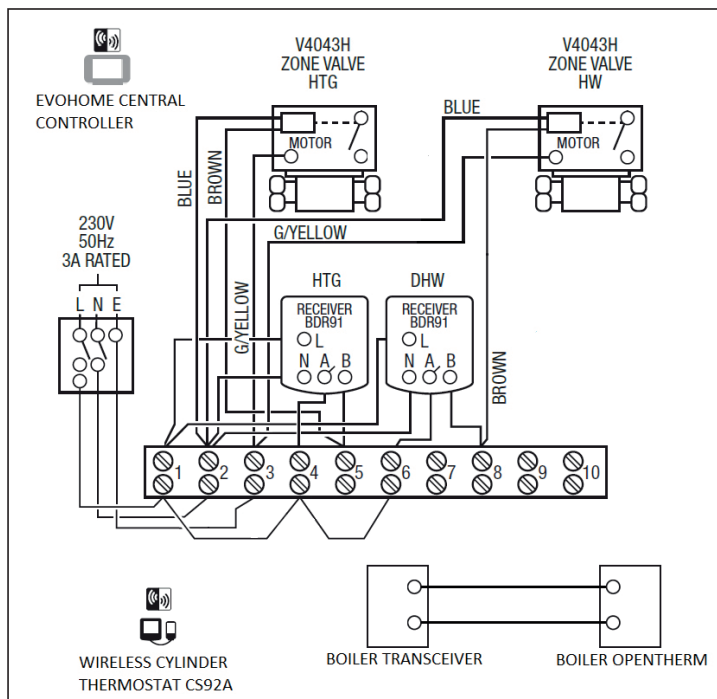 V4043H
ZONE VALVE
HTG
V4043H
ZONE VALVE
HW
EVOHOME CENTRAL
CONTROLLER
BLUE
MOTOR
MOTOR
BLUE
BROWN
G/YELLOW
230V
50Hz
3A RATED
L N E
HTG
DHW
G/YELLOW
RECEIVER
BDR91
L
N A B
RECEIVER
BDR91
L
N A B
BROWN
1 2 3 4 5 6 7 8 9 10
WIRELESS CYLINDER
THERMOSTAT CS92A
BOILER TRANSCEIVER
BOILER OPENTHERM